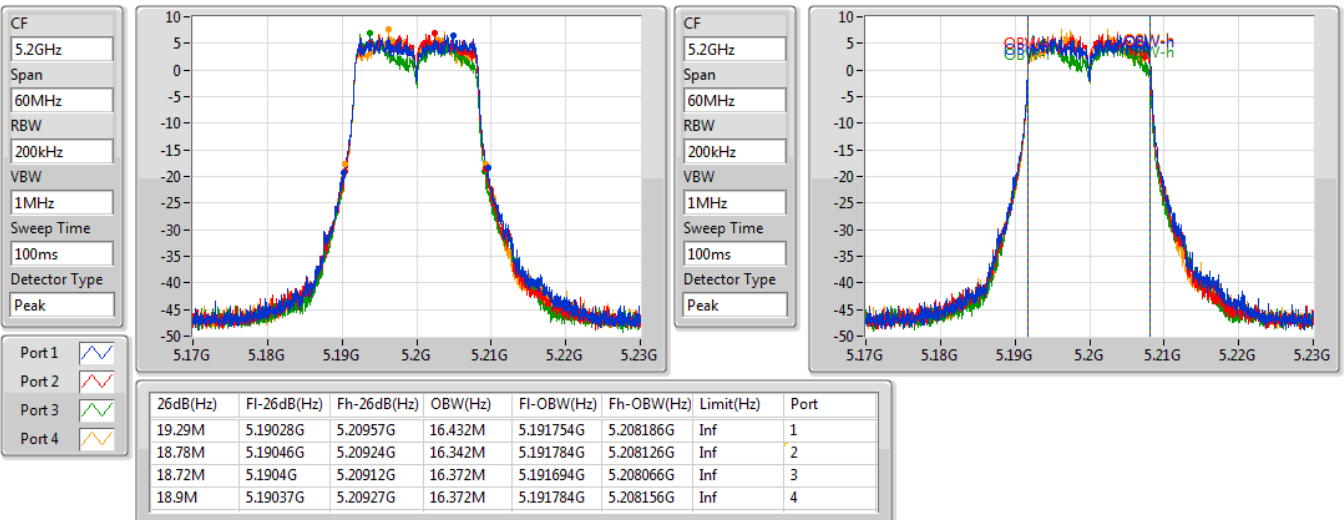 CF
5.2GHz
Span
60MHz
RBW
200kHz
VBW
1MHz
Sweep Time
100ms
Detector Type
Peak
10
5
0
-5
-10
-15
-20
-25
-30
-35
-40
-45
-50
5.17G 5.18G 5.19G 5.2G 5.21G 5.22G 5.23G
CF
5.2GHz
Span
60MHz
RBW
200kHz
VBW
1MHz
Sweep Time
100ms
Detector Type
Peak
10
5
0
-5
-10
-15
-20
-25
-30
-35
-40
-45
-50
5.17G 5.18G 5.19G 5.2G 5.21G 5.22G 5.23G
Port 1
Port 2
Port 3
Port 4
26dB(Hz) Fl-26dB(Hz) Fh-26dB(Hz) OBW(Hz) Fl-OBW(Hz) Fh-OBW(Hz) Limit(Hz) Port
19.29M 5.19028G 5.20957G 16.432M 5.191754G 5.208186G Inf 1
18.78M 5.19046G 5.20924G 16.342M 5.191784G 5.208126G Inf 2
18.72M 5.1904G 5.20912G 16.372M 5.191694G 5.208066G Inf 3
18.9M 5.19037G 5.20927G 16.372M 5.191784G 5.208156G Inf 4